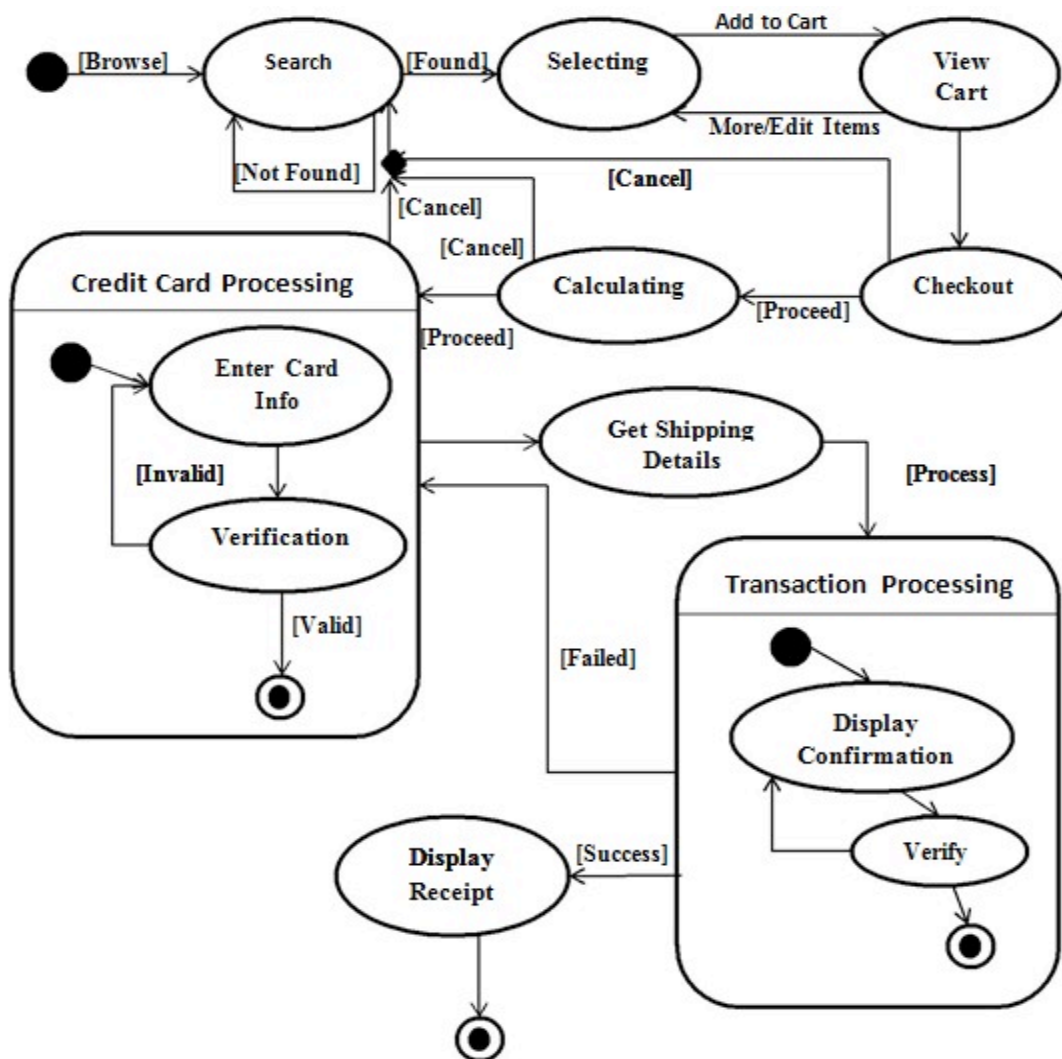 [Browse]
Search
[Found]
Selecting
Add to Cart
View
Cart
More/Edit Items
[Not Found]
[Cancel]
[Cancel]
[Cancel]
Credit Card Processing
Calculating
Checkout
[Proceed]
[Proceed]
Enter Card
Info
[Invalid]
Verification
[Valid]
Get Shipping
Details
[Process]
Transaction Processing
[Failed]
Display
Confirmation
Verify
[Success]
Display
Receipt